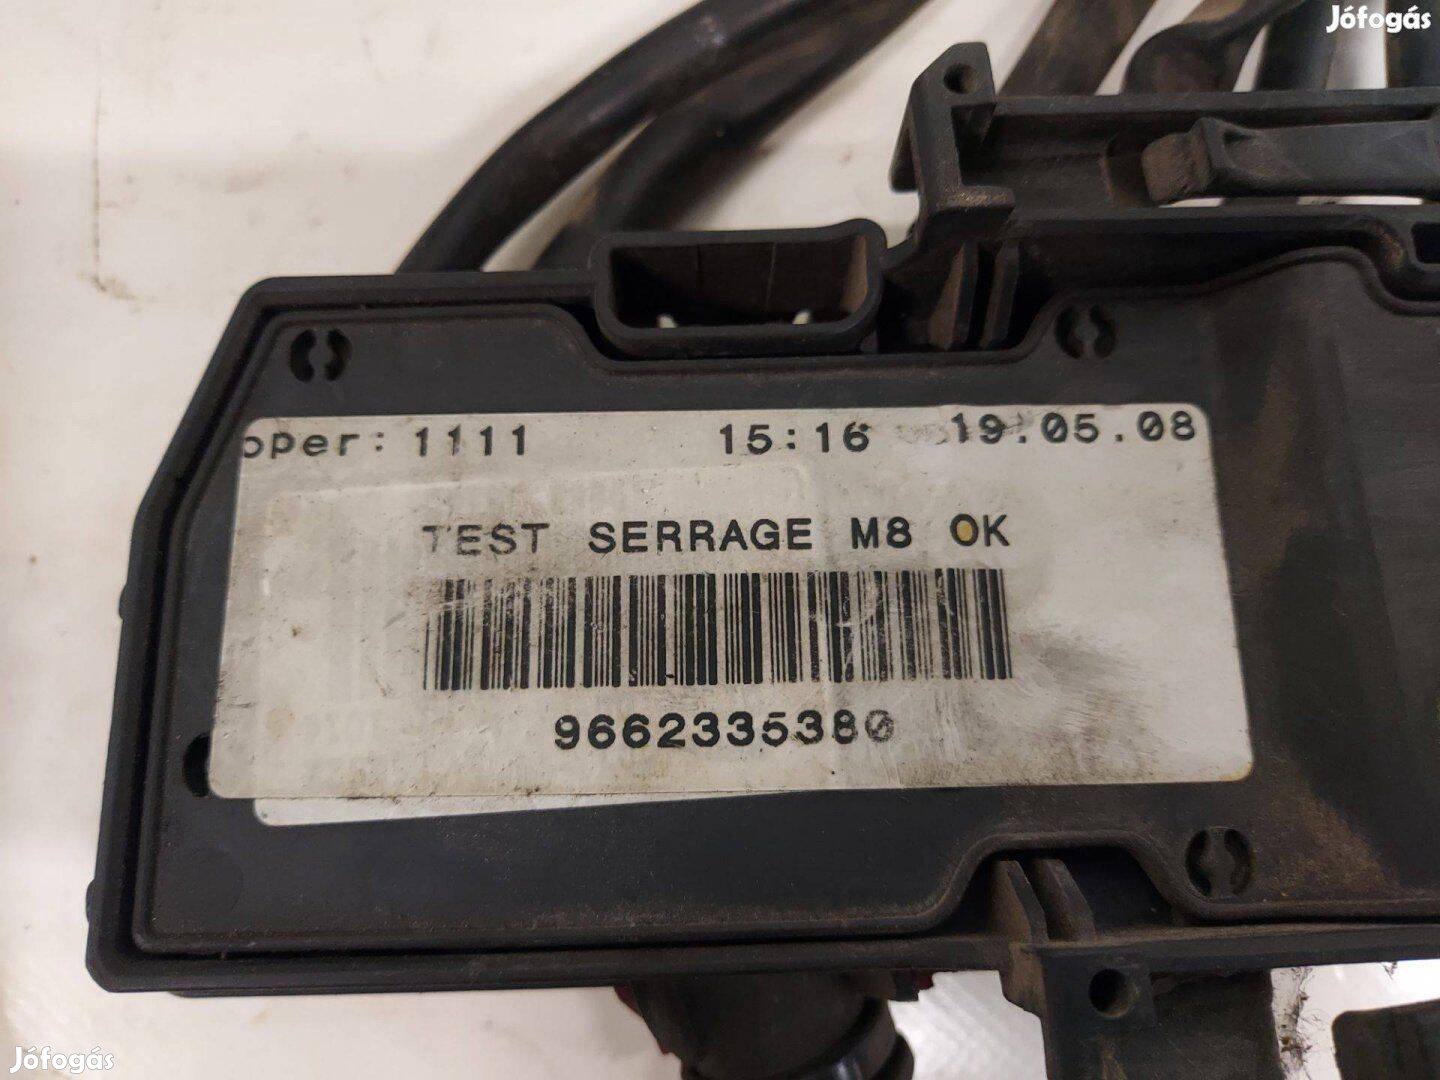 Jófogás
oper: 1111 15:16 19.05.08
TEST SERRAGE M8 OK
9662335380
Jófogás